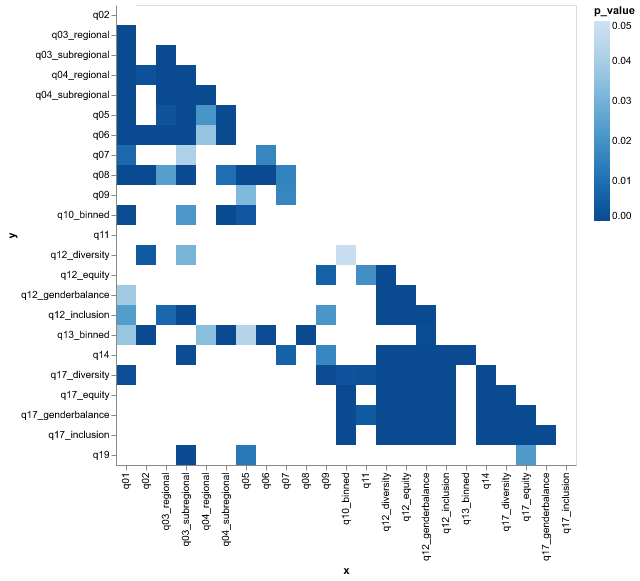 p_value
0.05
0.04
0.03
0.02
0.01
0.00
y
q02
q03_regional
q03_subregional
q04_regional
q04_subregional
q05
q06
q07
q08
q09
q10_binned
q11
q12_diversity
q12_equity
q12_genderbalance
q12_inclusion
q13_binned
q14
q17_diversity
q17_equity
q17_genderbalance
q17_inclusion
q19
q01
q02
q03_regional
q03_subregional
q04_regional
q04_subregional
q05
q06
q07
q08
q09
q10_binned
q11
q12_diversity
q12_equity
q12_genderbalance
q12_inclusion
q13_binned
q14
q17_diversity
q17_equity
q17_genderbalance
q17_inclusion
x